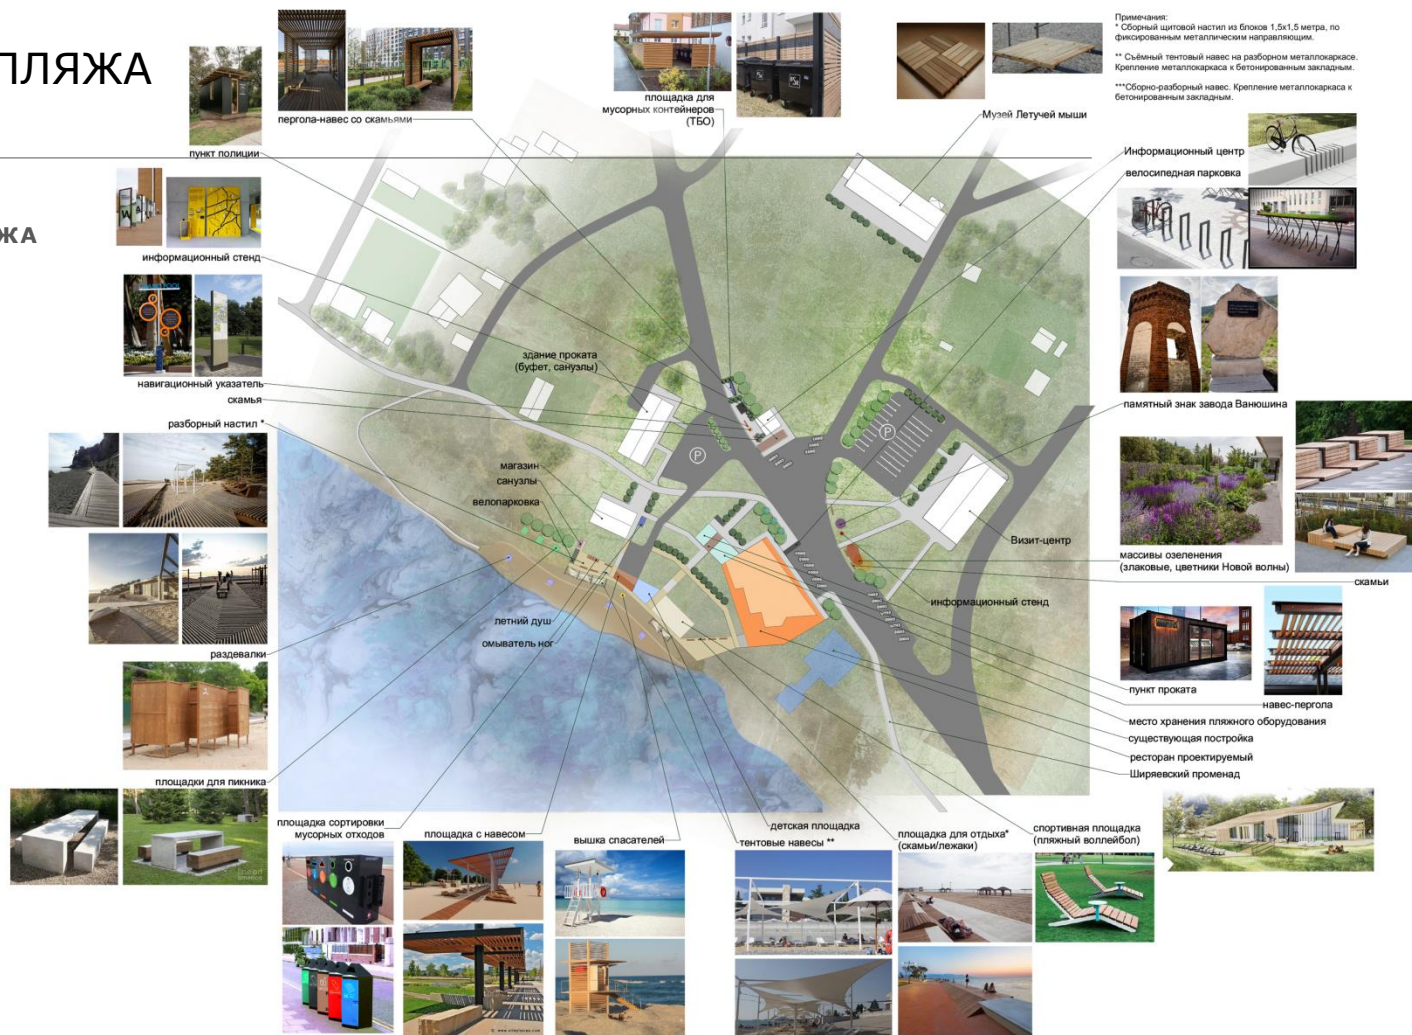 ПЛЯЖА
ЖА
Примечания:
* Сборный щитовой настил из блоков 1,5х1,5 метра, по
фиксированным металлическим направляющим.
** Съёмный тентовый навес на разборном металлокаркасе.
Крепление металлокаркаса к бетонированным закладным.
***Сборно-разборный навес. Крепление металлокаркаса к
бетонированным закладным.
пергола-навес со скамьями
площадка для
мусорных контейнеров
(ТБО)
Музей Летучей мыши
пункт полиции
Информационный центр
велосипедная парковка
информационный стенд
навигационный указатель
скамья
разборный настил *
здание проката
(буфет, санузлы)
памятный знак завода Ванюшина
P
P
магазин
санузлы
велопарковка
Визит-центр
массивы озеленения
(злаковые, цветники Новой волны)
скамьи
информационный стенд
летний душ
омыватель ног
раздевалки
пункт проката
навес-пергола
место хранения пляжного оборудования
существующая постройка
ресторан проектируемый
Ширяевский променад
площадки для пикника
площадка сортировки
мусорных отходов
площадка с навесом
вышка спасателей
детская площадка
тентовые навесы **
площадка для отдыха*
(скамьи/лежаки)
спортивная площадка
(пляжный воллейбол)